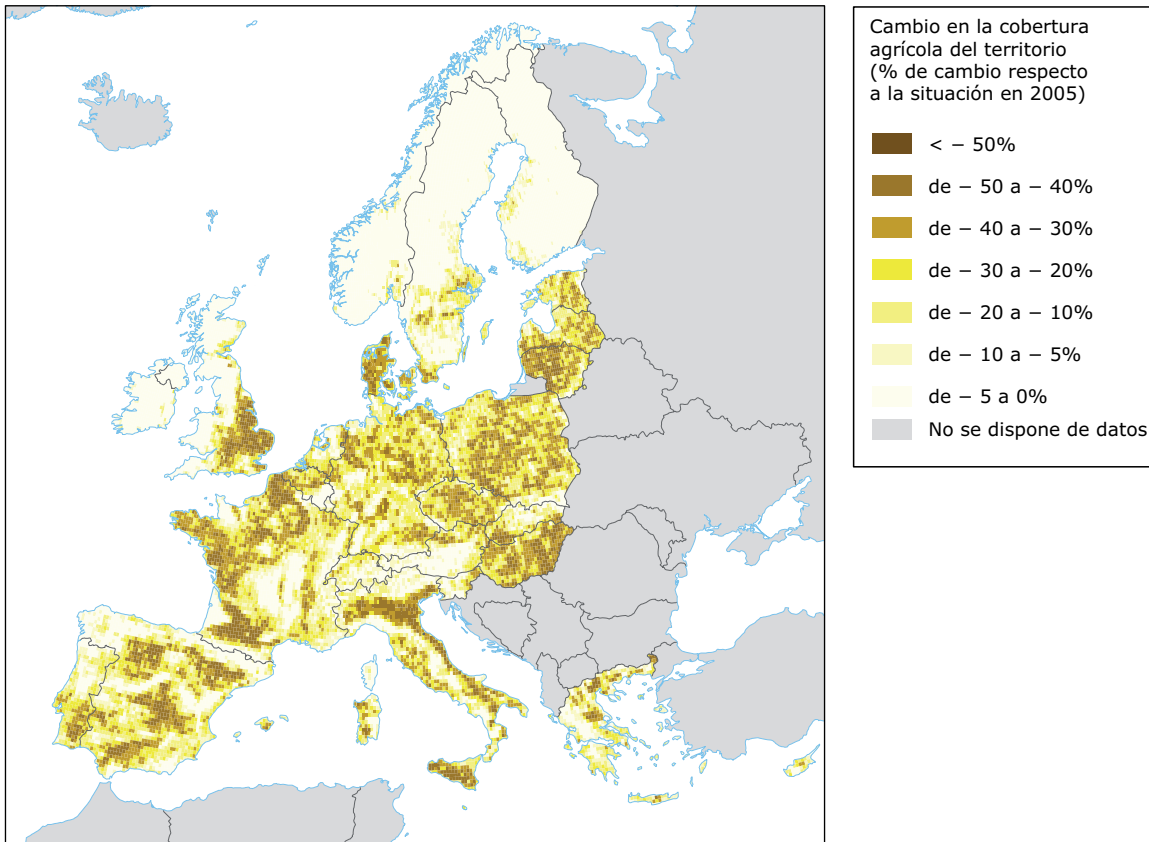 Cambio en la cobertura
agrícola del territorio
(% de cambio respecto
a la situación en 2005)
< − 50%
de − 50 a − 40%
de − 40 a − 30%
de − 30 a − 20%
de − 20 a − 10%
de − 10 a − 5%
de − 5 a 0%
No se dispone de datos